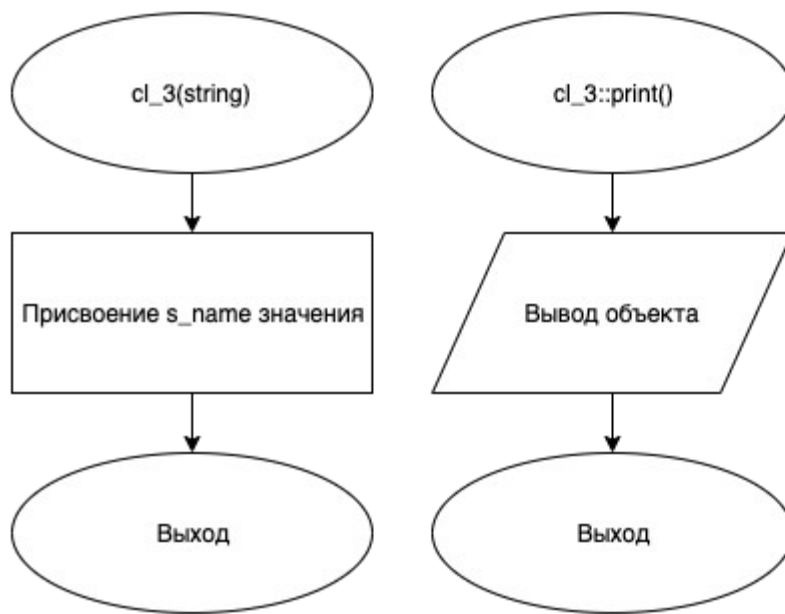 cl_3(string)
cl_3::print()
Присвоение s_name значения
Вывод объекта
Выход
Выход